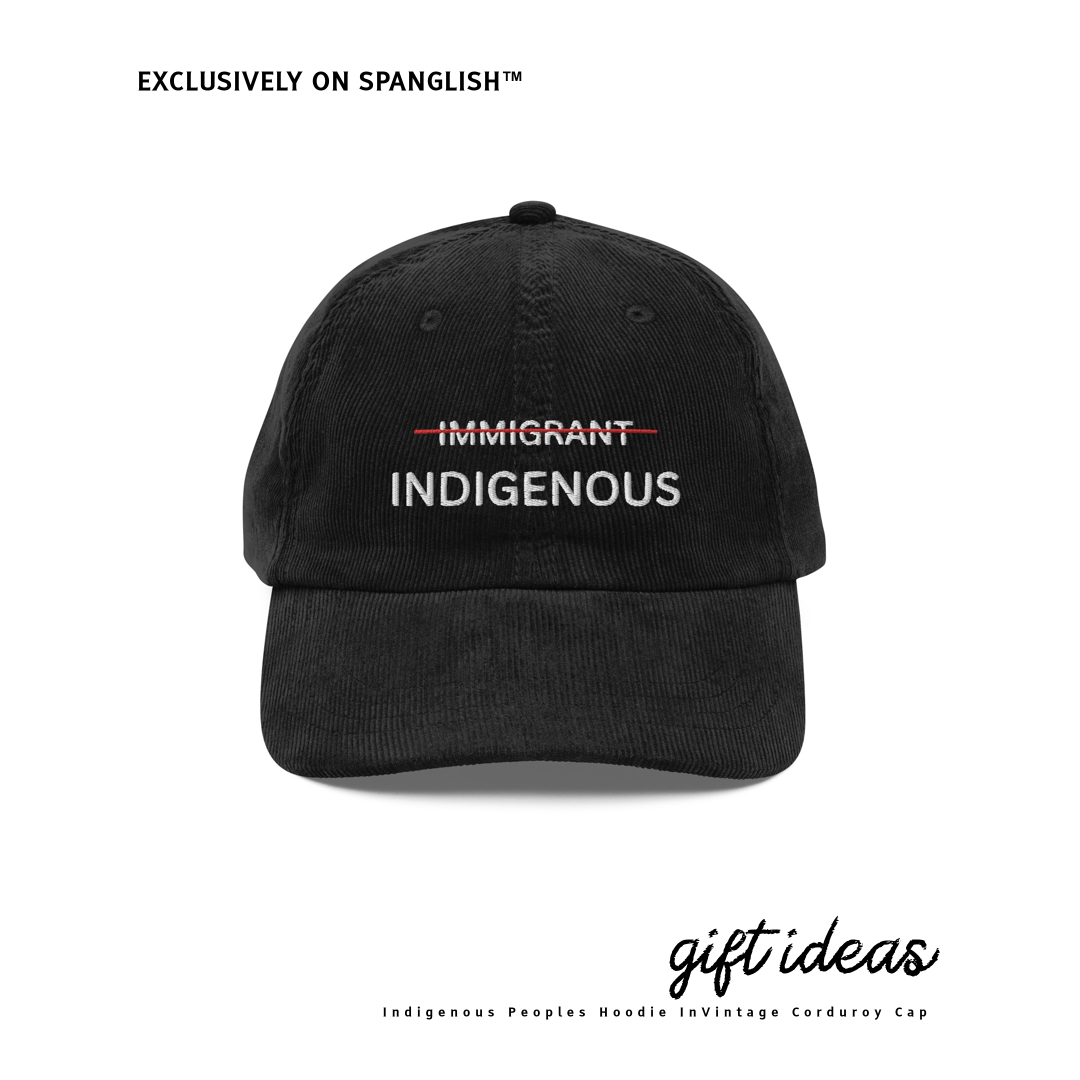 EXCLUSIVELY ON SPANGLISH™
IMMIGRANT
INDIGENOUS
gift ideas
Indigenous Peoples Hoodie InVintage Corduroy Cap